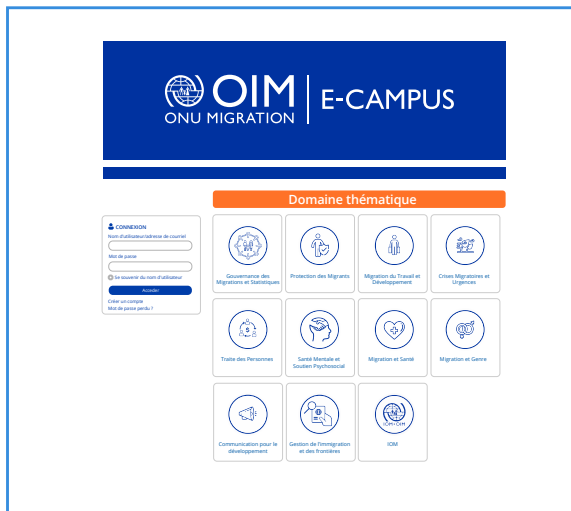 OIM
ONU MIGRATION
E-CAMPUS
Domaine thématique
CONNEXION
Nom d'utilisateur/adresse de courriel
Mot de passe
Se souvenir du nom d'utilisateur
Accéder
Créer un compte
Mot de passe perdu ?
Gouvernance des
Migrations et Statistiques
Protection des Migrants
Migration du Travail et
Développement
Crises Migratoires et
Urgences
Traite des Personnes
Santé Mentale et
Soutien Psychosocial
Migration et Santé
Migration et Genre
Communication pour le
développement
Gestion de l'immigration
et des frontières
IOM•OIM
IOM